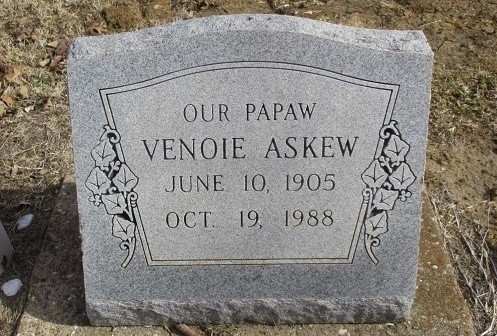 OUR PAPAW
VENOIE ASKEW
JUNE 10, 1905
OCT. 19, 1988